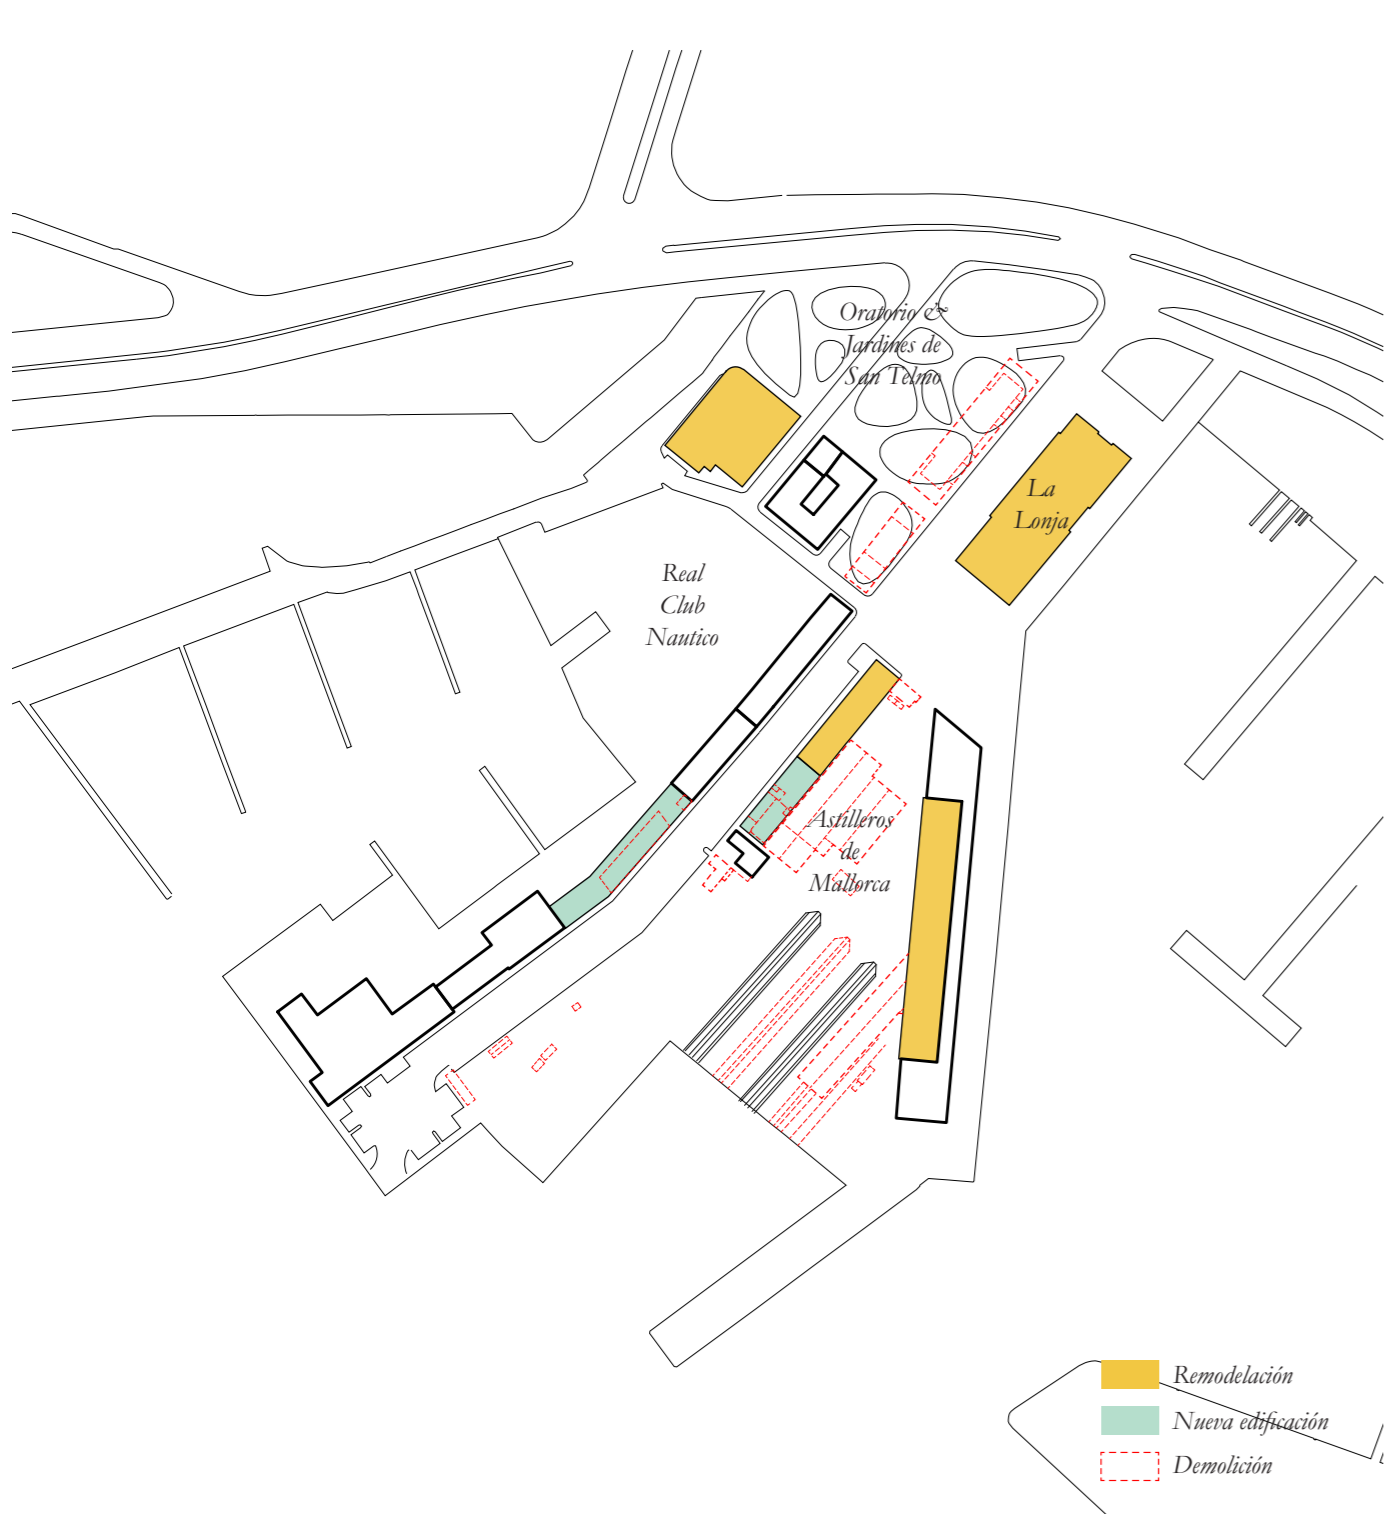 Oratorio &
Jardines de
San Telmo
La
Lonja
Real
Club
Nautico
Astilleros
de
Mallorca
Remodelación
Nueva edificación
Demolición